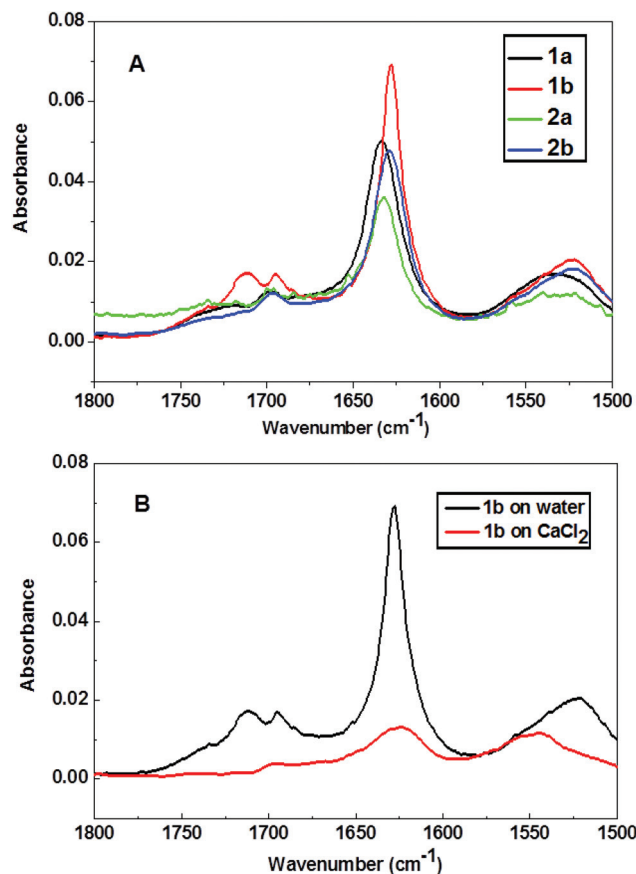 0.08
0.06
0.04
0.02
0.00
Absorbance
A
1a
1b
2a
2b
1800 1750 1700 1650 1600 1550 1500
Wavenumber (cm-1)
0.08
0.06
0.04
0.02
0.00
Absorbance
B
1b on water
1b on CaCl2
1800 1750 1700 1650 1600 1550 1500
Wavenumber (cm-1)